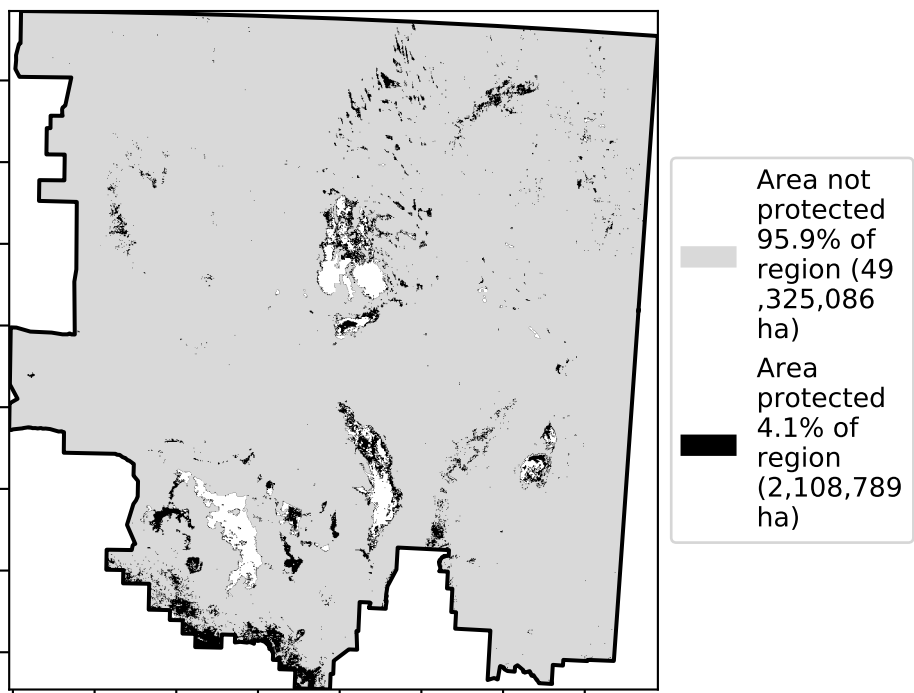 Area not
protected
95.9% of
region (49
,325,086
ha)
Area
protected
4.1% of
region
(2,108,789
ha)